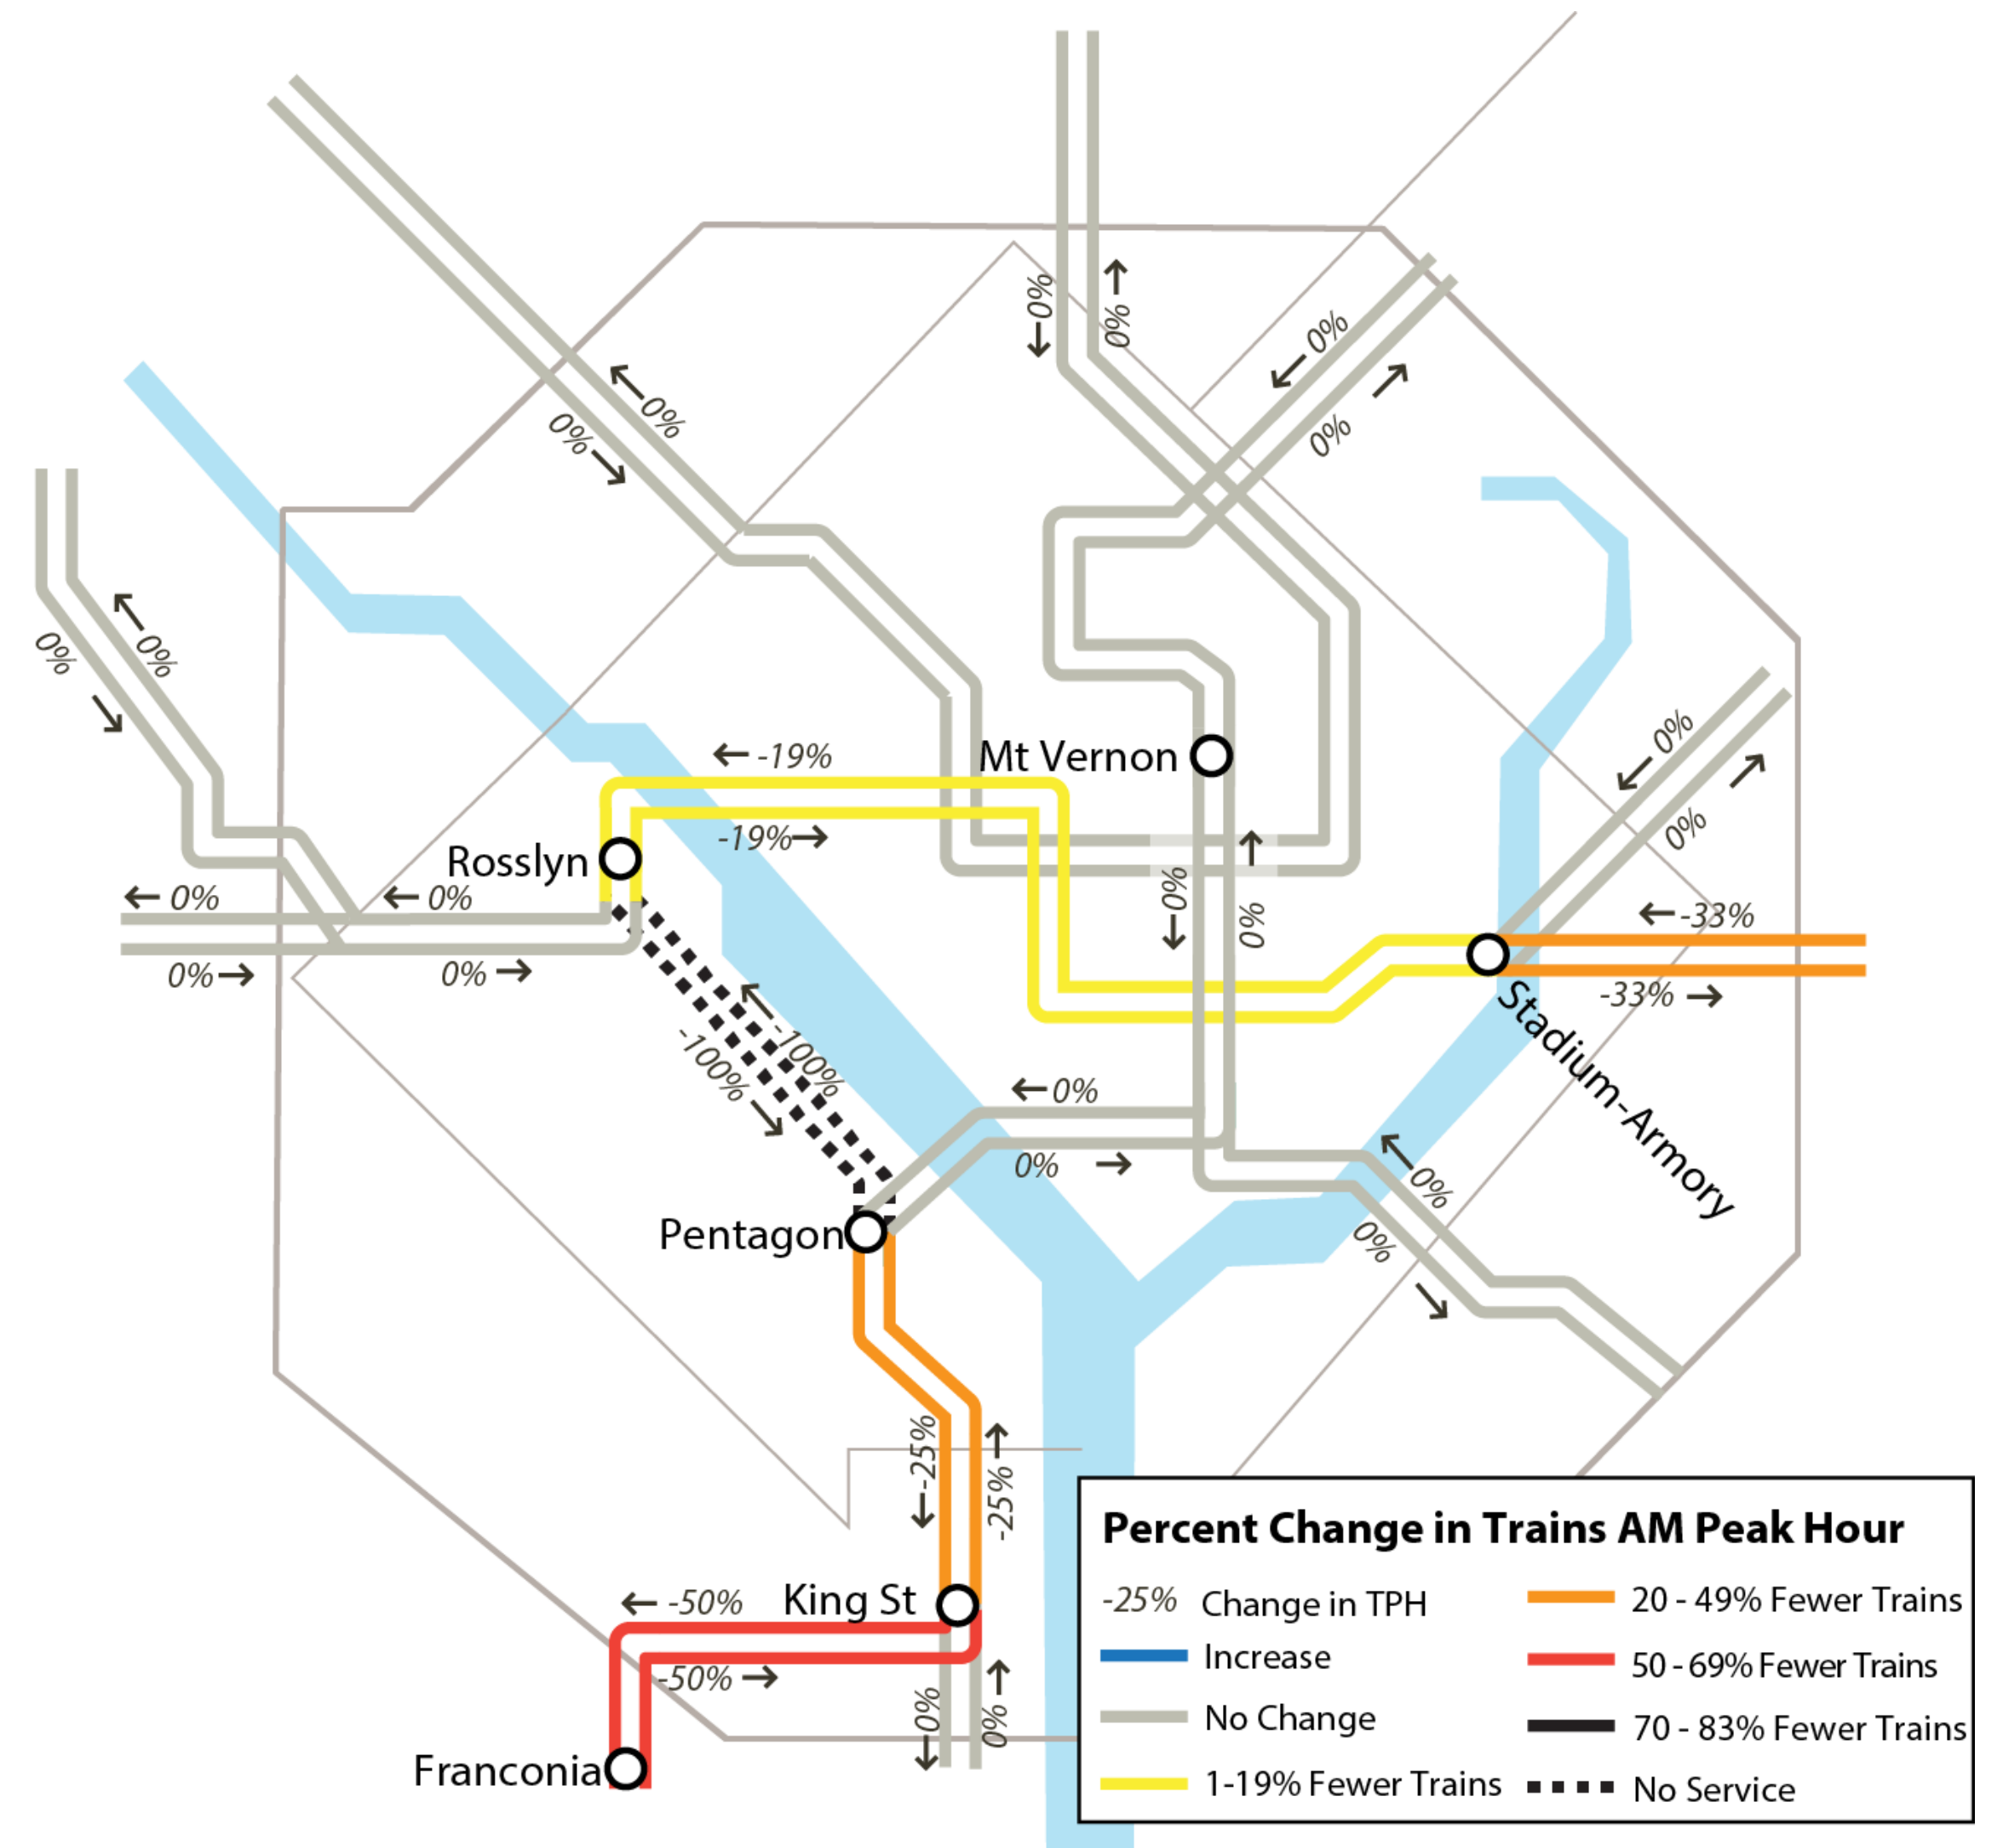 0%
0%
0%
0%
0%
0%
0%
0%
-19%
Mt Vernon
-19%
Rosslyn
0%
0%
0%
0%
0%
0%
0%
0%
-33%
-33%
Stadium-Armory
-100%
-100%
0%
0%
0%
0%
Pentagon
-25%
-25%
King St
-50%
-50%
0%
0%
Franconia
Percent Change in Trains AM Peak Hour
-25% Change in TPH
Increase
No Change
1-19% Fewer Trains
20 - 49% Fewer Trains
50 - 69% Fewer Trains
70 - 83% Fewer Trains
No Service